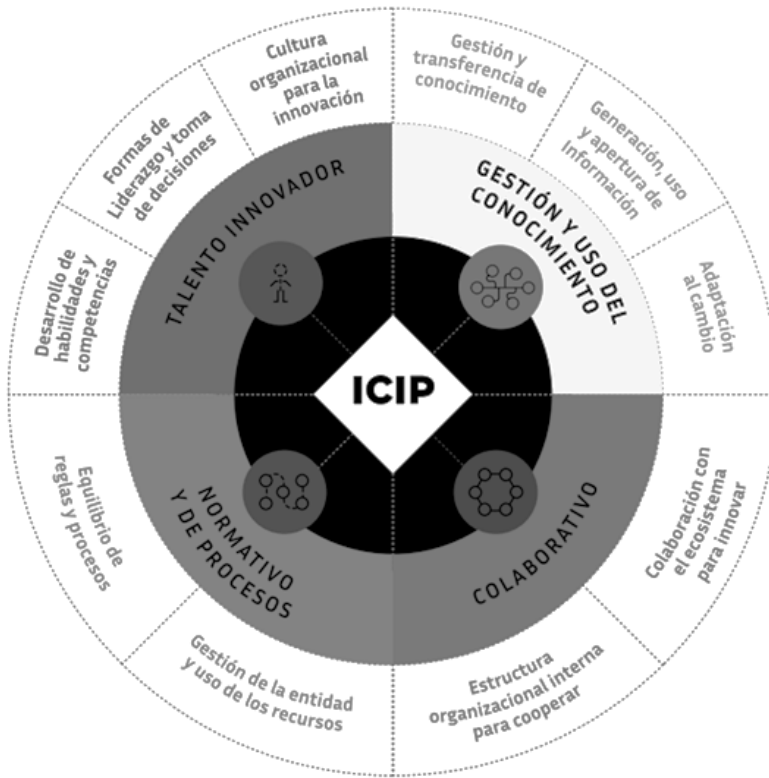 Cultura
organizacional
para la
innovación
Gestión y
transferencia de
conocimiento
Generación, uso
y apertura de
Información
Adaptación
al cambio
Formas de
Liderazgo y toma
de decisiones
Desarrollo de
habilidades y
competencias
TALENTO INNOVADOR
GESTIÓN Y USO DEL
CONOCIMIENTO
ICIP
NORMATIVO
Y DE PROCESOS
COLABORATIVO
Equilibrio de
reglas y procesos
Gestión de la entidad
y uso de los recursos
Estructura
organizacional interna
para cooperar
Colaboración con
el ecosistema
para innovar